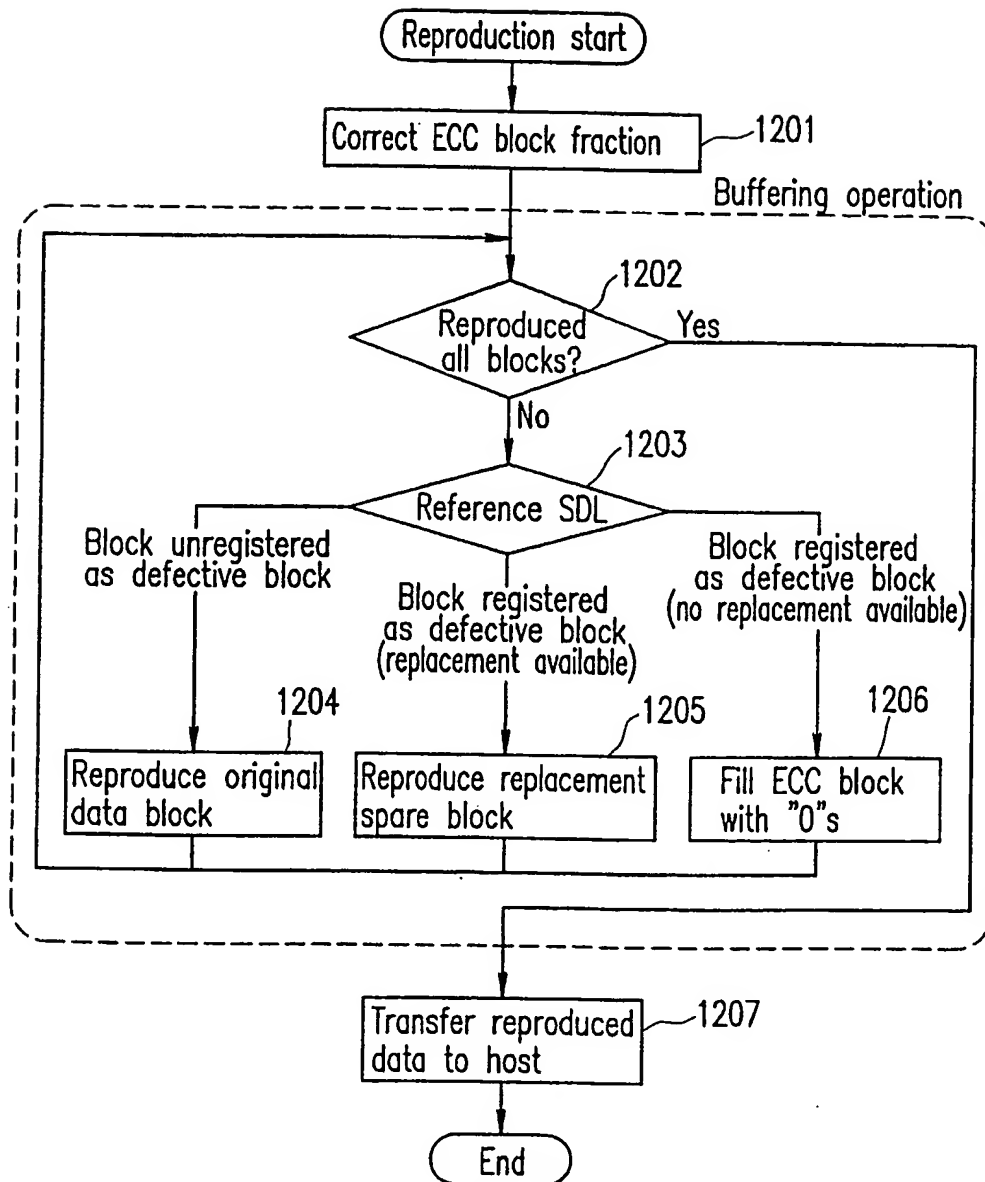 Reproduction start
Correct ECC block fraction
1201
Buffering operation
1202
Reproduced
all blocks?
Yes
No
1203
Reference SDL
Block unregistered
as defective block
Block registered
as defective block
(replacement available)
Block registered
as defective block
(no replacement available)
1204
Reproduce original
data block
1205
Reproduce replacement
spare block
1206
Fill ECC block
with "0"s
Transfer reproduced
data to host
1207
End